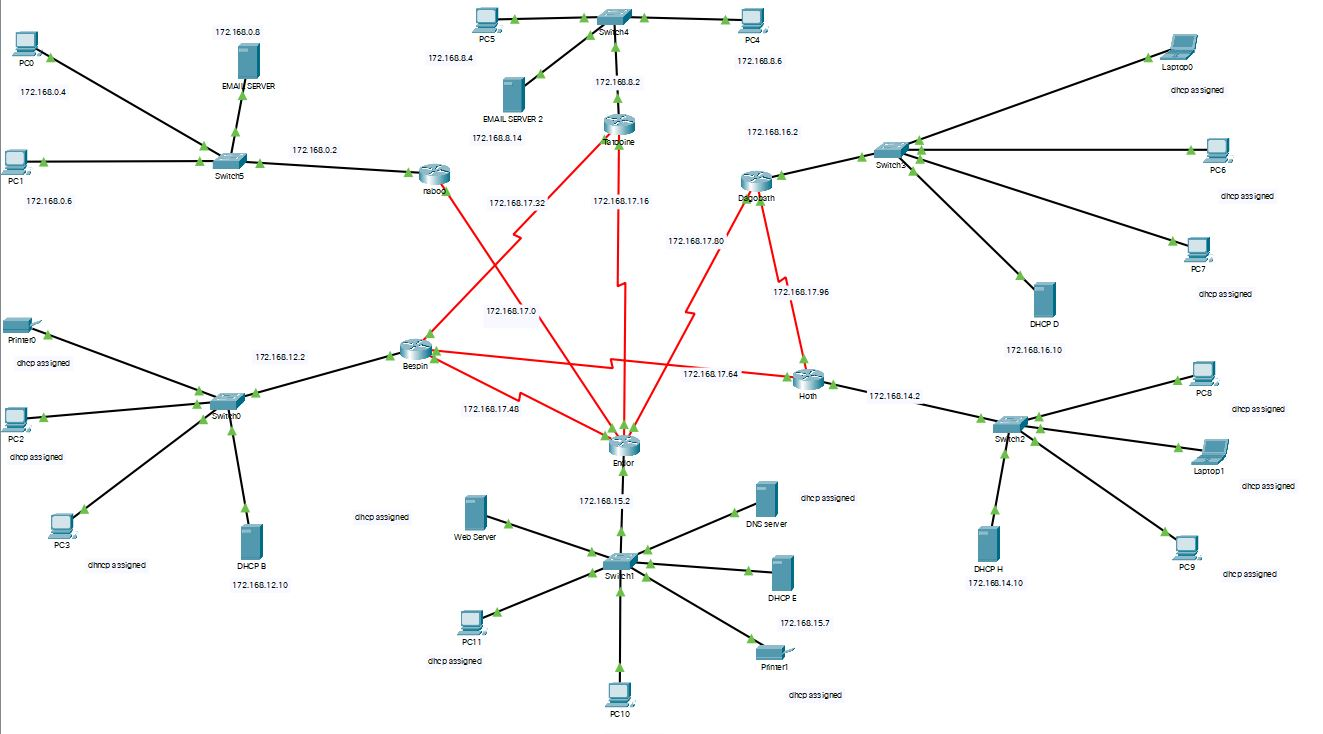 172.168.0.8
PC0
172.168.0.4
EMAIL SERVER
PC1
172.168.0.6
Switch5
172.168.0.2
naboo
PC5
Switch4
PC4
172.168.8.4
172.168.8.6
172.168.8.2
EMAIL SERVER 2
172.168.8.14
Tatooine
172.168.17.32
172.168.17.16
172.168.16.2
Dagobath
Switch3
Laptop0
dhcp assigned
PC6
dhcp assigned
PC7
dhcp assigned
DHCP D
172.168.16.10
172.168.17.80
172.168.17.96
172.168.17.0
Printer0
dhcp assigned
172.168.12.2
Bespin
172.168.17.64
Hoth
172.168.14.2
172.168.17.48
Switch0
PC2
dhcp assigned
PC3
dhncp assigned
DHCP B
172.168.12.10
Endor
172.168.15.2
dhcp assigned
Web Server
DNS server
dhcp assigned
Switch1
DHCP E
172.168.15.7
PC11
dhcp assigned
Printer1
dhcp assigned
PC10
PC8
dhcp assigned
Switch2
Laptop1
dhcp assigned
DHCP H
172.168.14.10
PC9
dhcp assigned